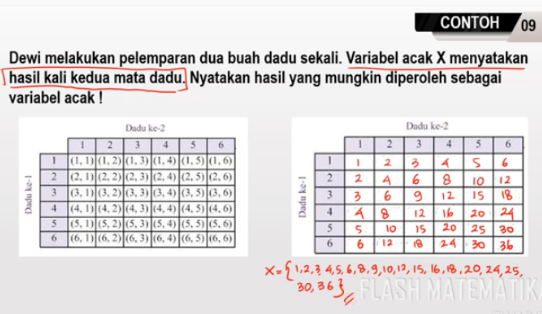 CONTOH 09
Dewi melakukan pelemparan dua buah dadu sekali. Variabel acak X menyatakan
hasil kali kedua mata dadu. Nyatakan hasil yang mungkin diperoleh sebagai
variabel acak !
Dadu ke-2
1 2 3 4 5 6
Dadu ke-1
1 (1, 1) (1, 2) (1, 3) (1, 4) (1, 5) (1, 6)
2 (2, 1) (2, 2) (2, 3) (2, 4) (2, 5) (2, 6)
3 (3, 1) (3, 2) (3, 3) (3, 4) (3, 5) (3, 6)
4 (4, 1) (4, 2) (4, 3) (4, 4) (4, 5) (4, 6)
5 (5, 1) (5, 2) (5, 3) (5, 4) (5, 5) (5, 6)
6 (6, 1) (6, 2) (6, 3) (6, 4) (6, 5) (6, 6)
Dadu ke-2
1 2 3 4 5 6
Dadu ke-1
1 1 2 3 4 5 6
2 2 4 6 8 10 12
3 3 6 9 12 15 18
4 4 8 12 16 20 24
5 5 10 15 20 25 30
6 6 12 18 24 30 36
X = {1,2,3,4,5,6,8,9,10,12,15,16,18,20,24,25,
30,36}
FLASH MATEMATIKA